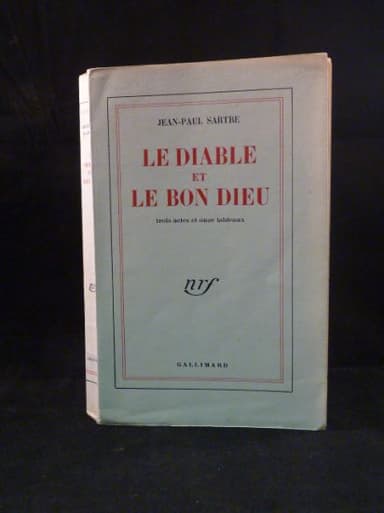 JEAN-PAUL SARTRE
LE DIABLE
ET
LE BON DIEU
trois actes et onze tableaux
nrf
GALLIMARD